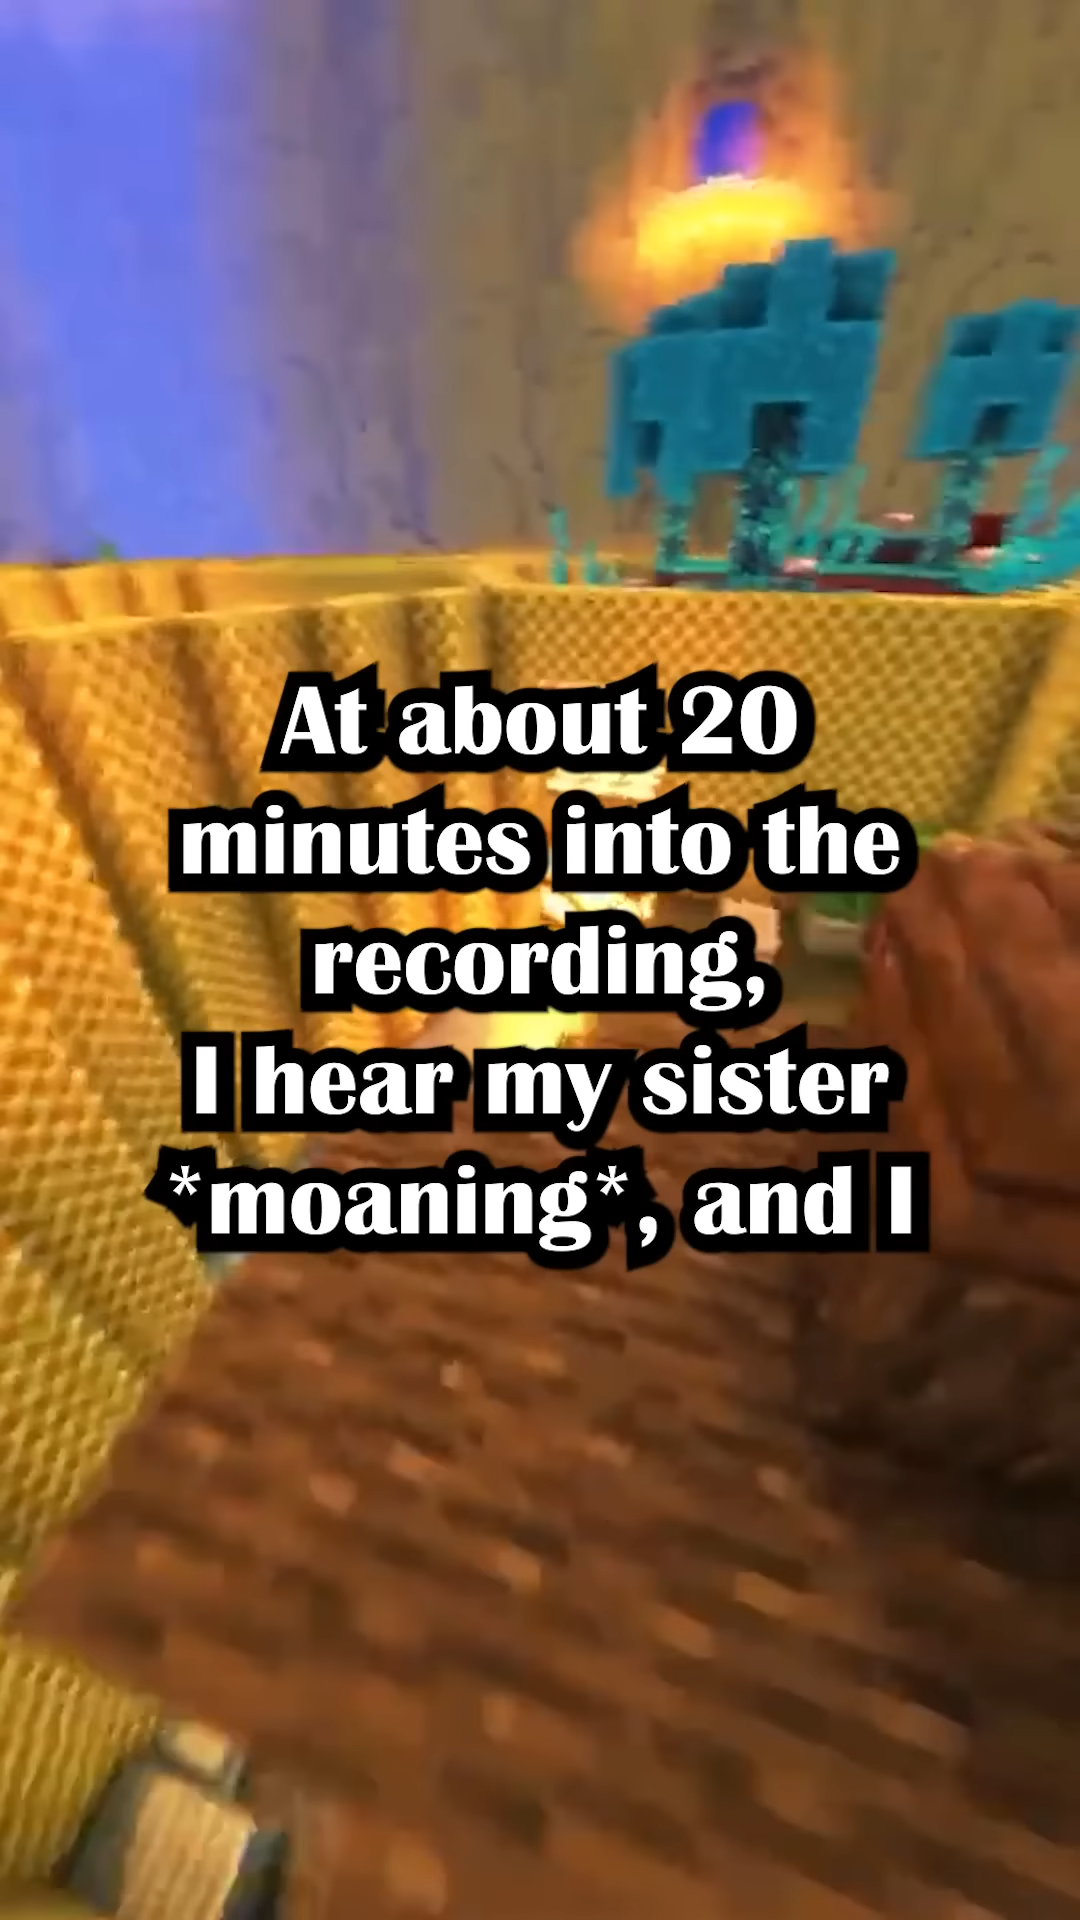 At about 20
minutes into the
recording,
I hear my sister
*moaning*, and I